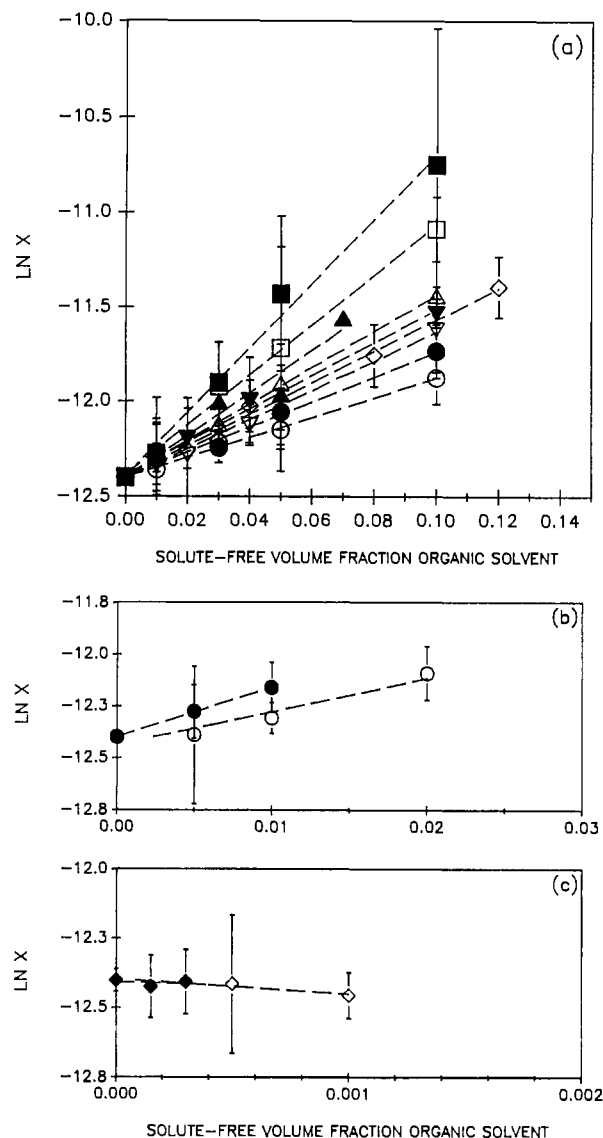 −10.0
(a)
−10.5
−11.0
LN X
−11.5
−12.0
−12.5
0.00 0.02 0.04 0.06 0.08 0.10 0.12 0.14
SOLUTE−FREE VOLUME FRACTION ORGANIC SOLVENT
−11.8
(b)
−12.0
LN X
−12.3
−12.5
−12.8
0.00 0.01 0.02 0.03
−12.0
(c)
LN X
−12.3
−12.5
−12.8
0.000 0.001 0.002
SOLUTE−FREE VOLUME FRACTION ORGANIC SOLVENT